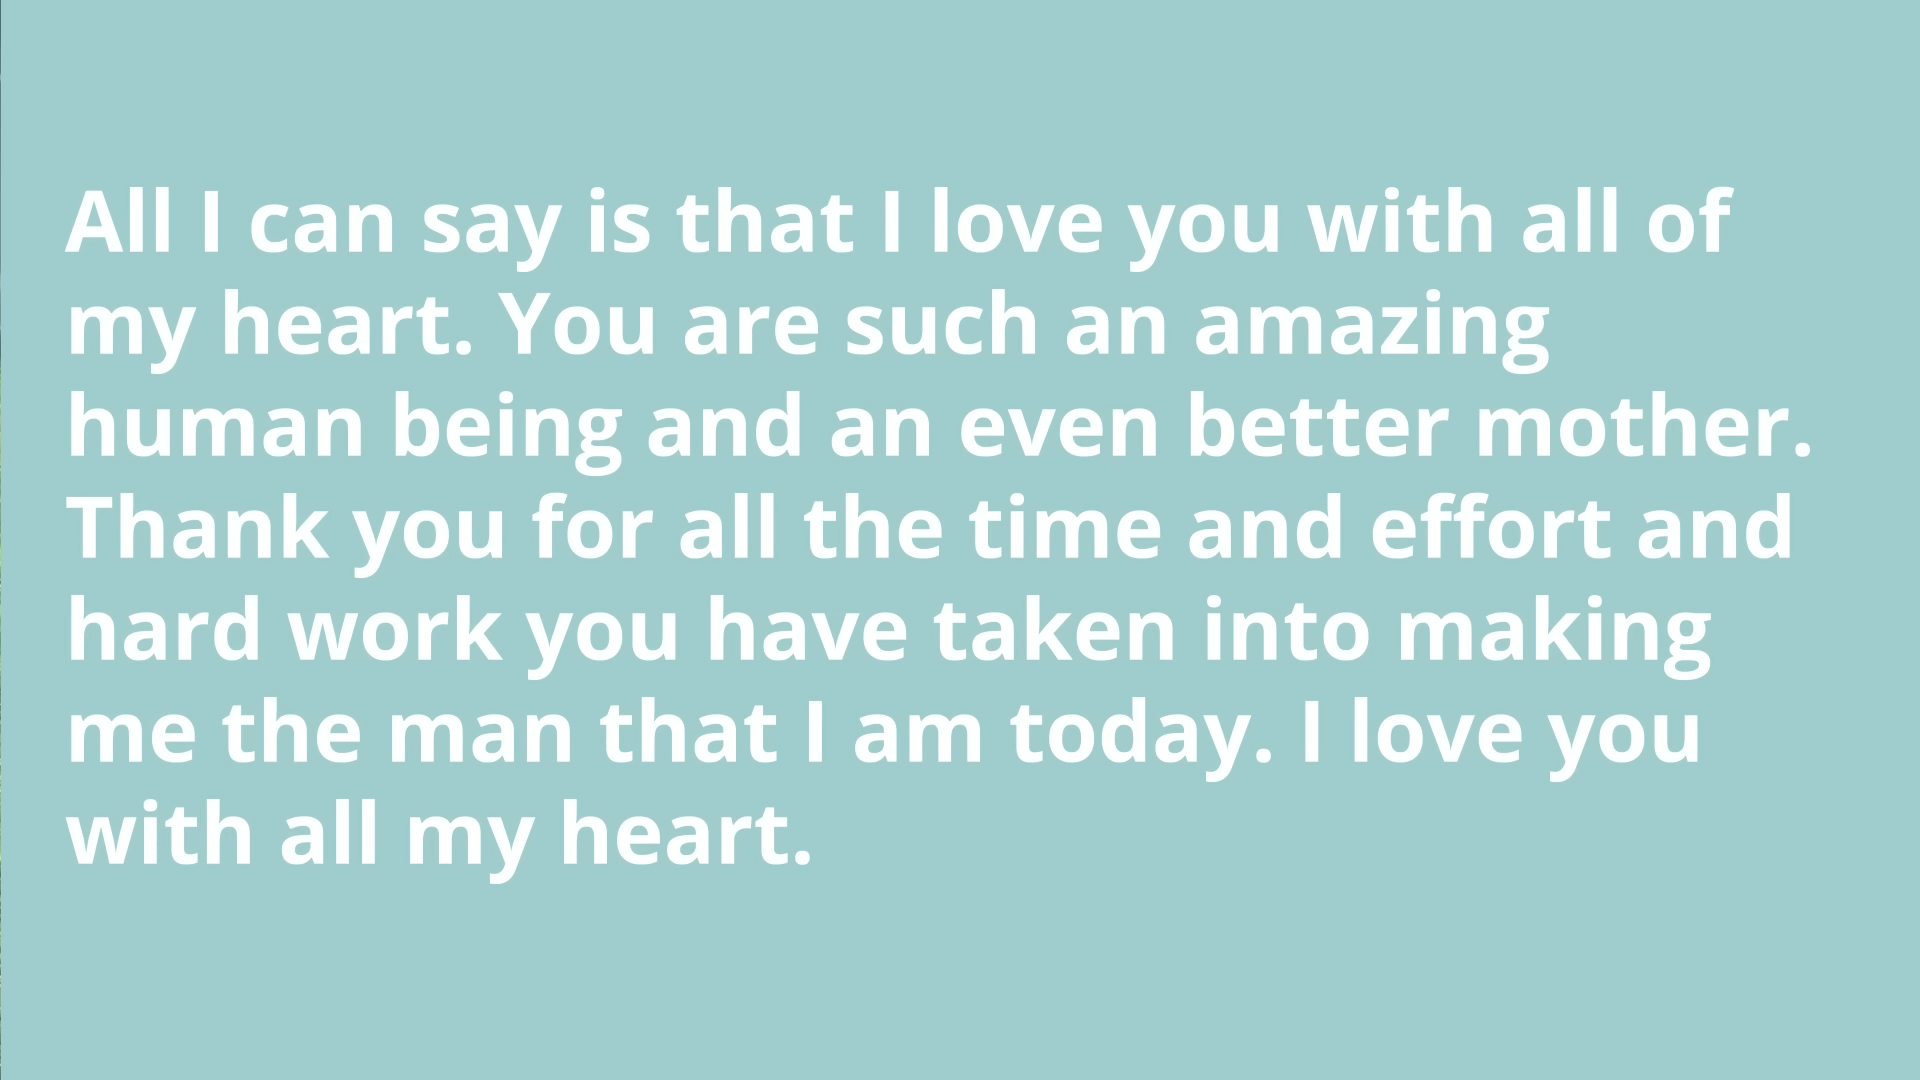 All I can say is that I love you with all of
my heart. You are such an amazing
human being and an even better mother.
Thank you for all the time and effort and
hard work you have taken into making
me the man that I am today. I love you
with all my heart.